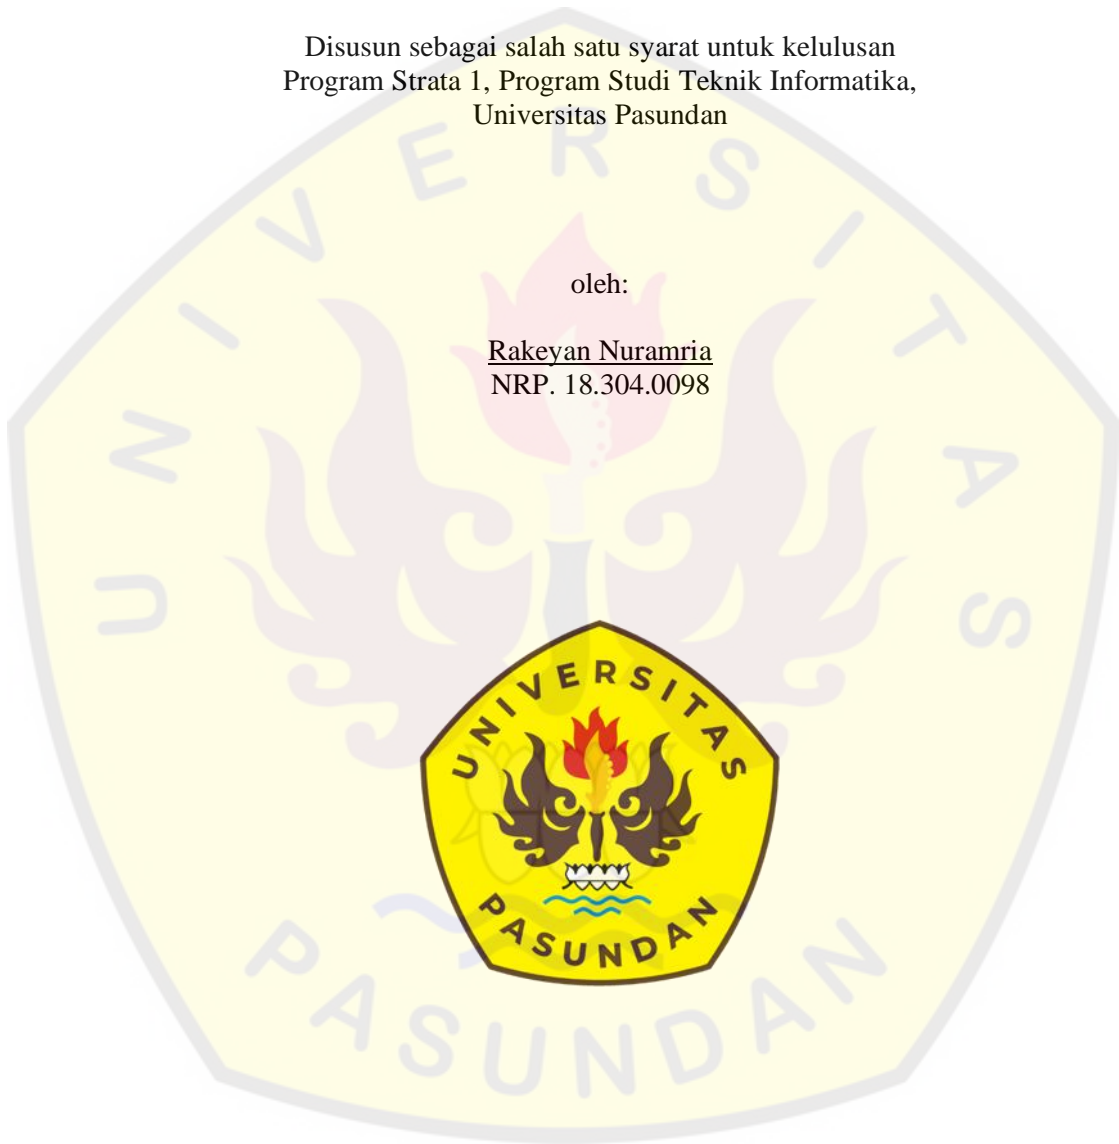 Disusun sebagai salah satu syarat untuk kelulusan
Program Strata 1, Program Studi Teknik Informatika,
Universitas Pasundan
oleh:
Rakeyan Nuramria
NRP. 18.304.0098
UNIVERSITAS
PASUNDAN
UNIVERSITAS
PASUNDAN